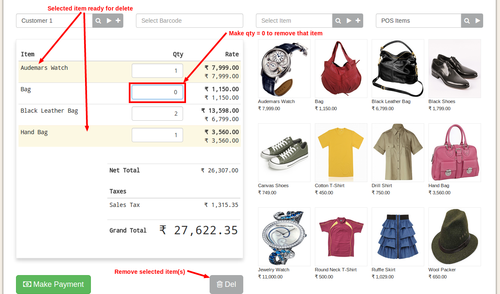 Selected item ready for delete
Customer 1
Select Barcode
Select Item
POS Items
Make qty = 0 to remove that item
Item Qty Rate
Audemars Watch 1 ₹ 7,999.00
₹ 7,999.00
Bag 0 ₹ 1,150.00
₹ 1,150.00
Black Leather Bag 2 ₹ 13,598.00
₹ 6,799.00
Hand Bag 1 ₹ 3,560.00
₹ 3,560.00
Net Total ₹ 26,307.00
Taxes
Sales Tax ₹ 1,315.35
Grand Total ₹ 27,622.35
Remove selected item(s)
Make Payment
Del
Audemars Watch Bag Black Leather Bag Black Shoes
₹ 7,999.00 ₹ 1,150.00 ₹ 6,799.00 ₹ 1,799.00
Canvas Shoes Cotton T-Shirt Drill Shirt Hand Bag
₹ 749.00 ₹ 450.00 ₹ 750.00 ₹ 3,560.00
Jewelry Watch Round Neck T-Shirt Ruffle Skirt Wool Packer
₹ 11,000.00 ₹ 500.00 ₹ 1,029.00 ₹ 650.00